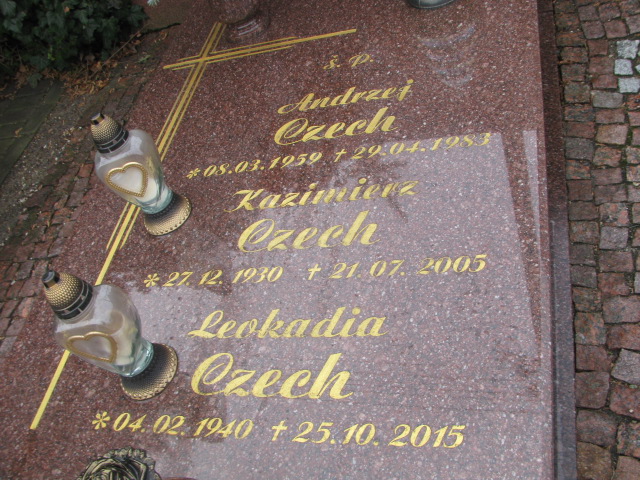 ś. p.
Andrzej
Czech
* 08.03.1959 + 29.04.1983
Kazimierz
Czech
* 27.12. 1930 + 21.07. 2005
Leokadia
Czech
* 04.02.1940 + 25.10.2015